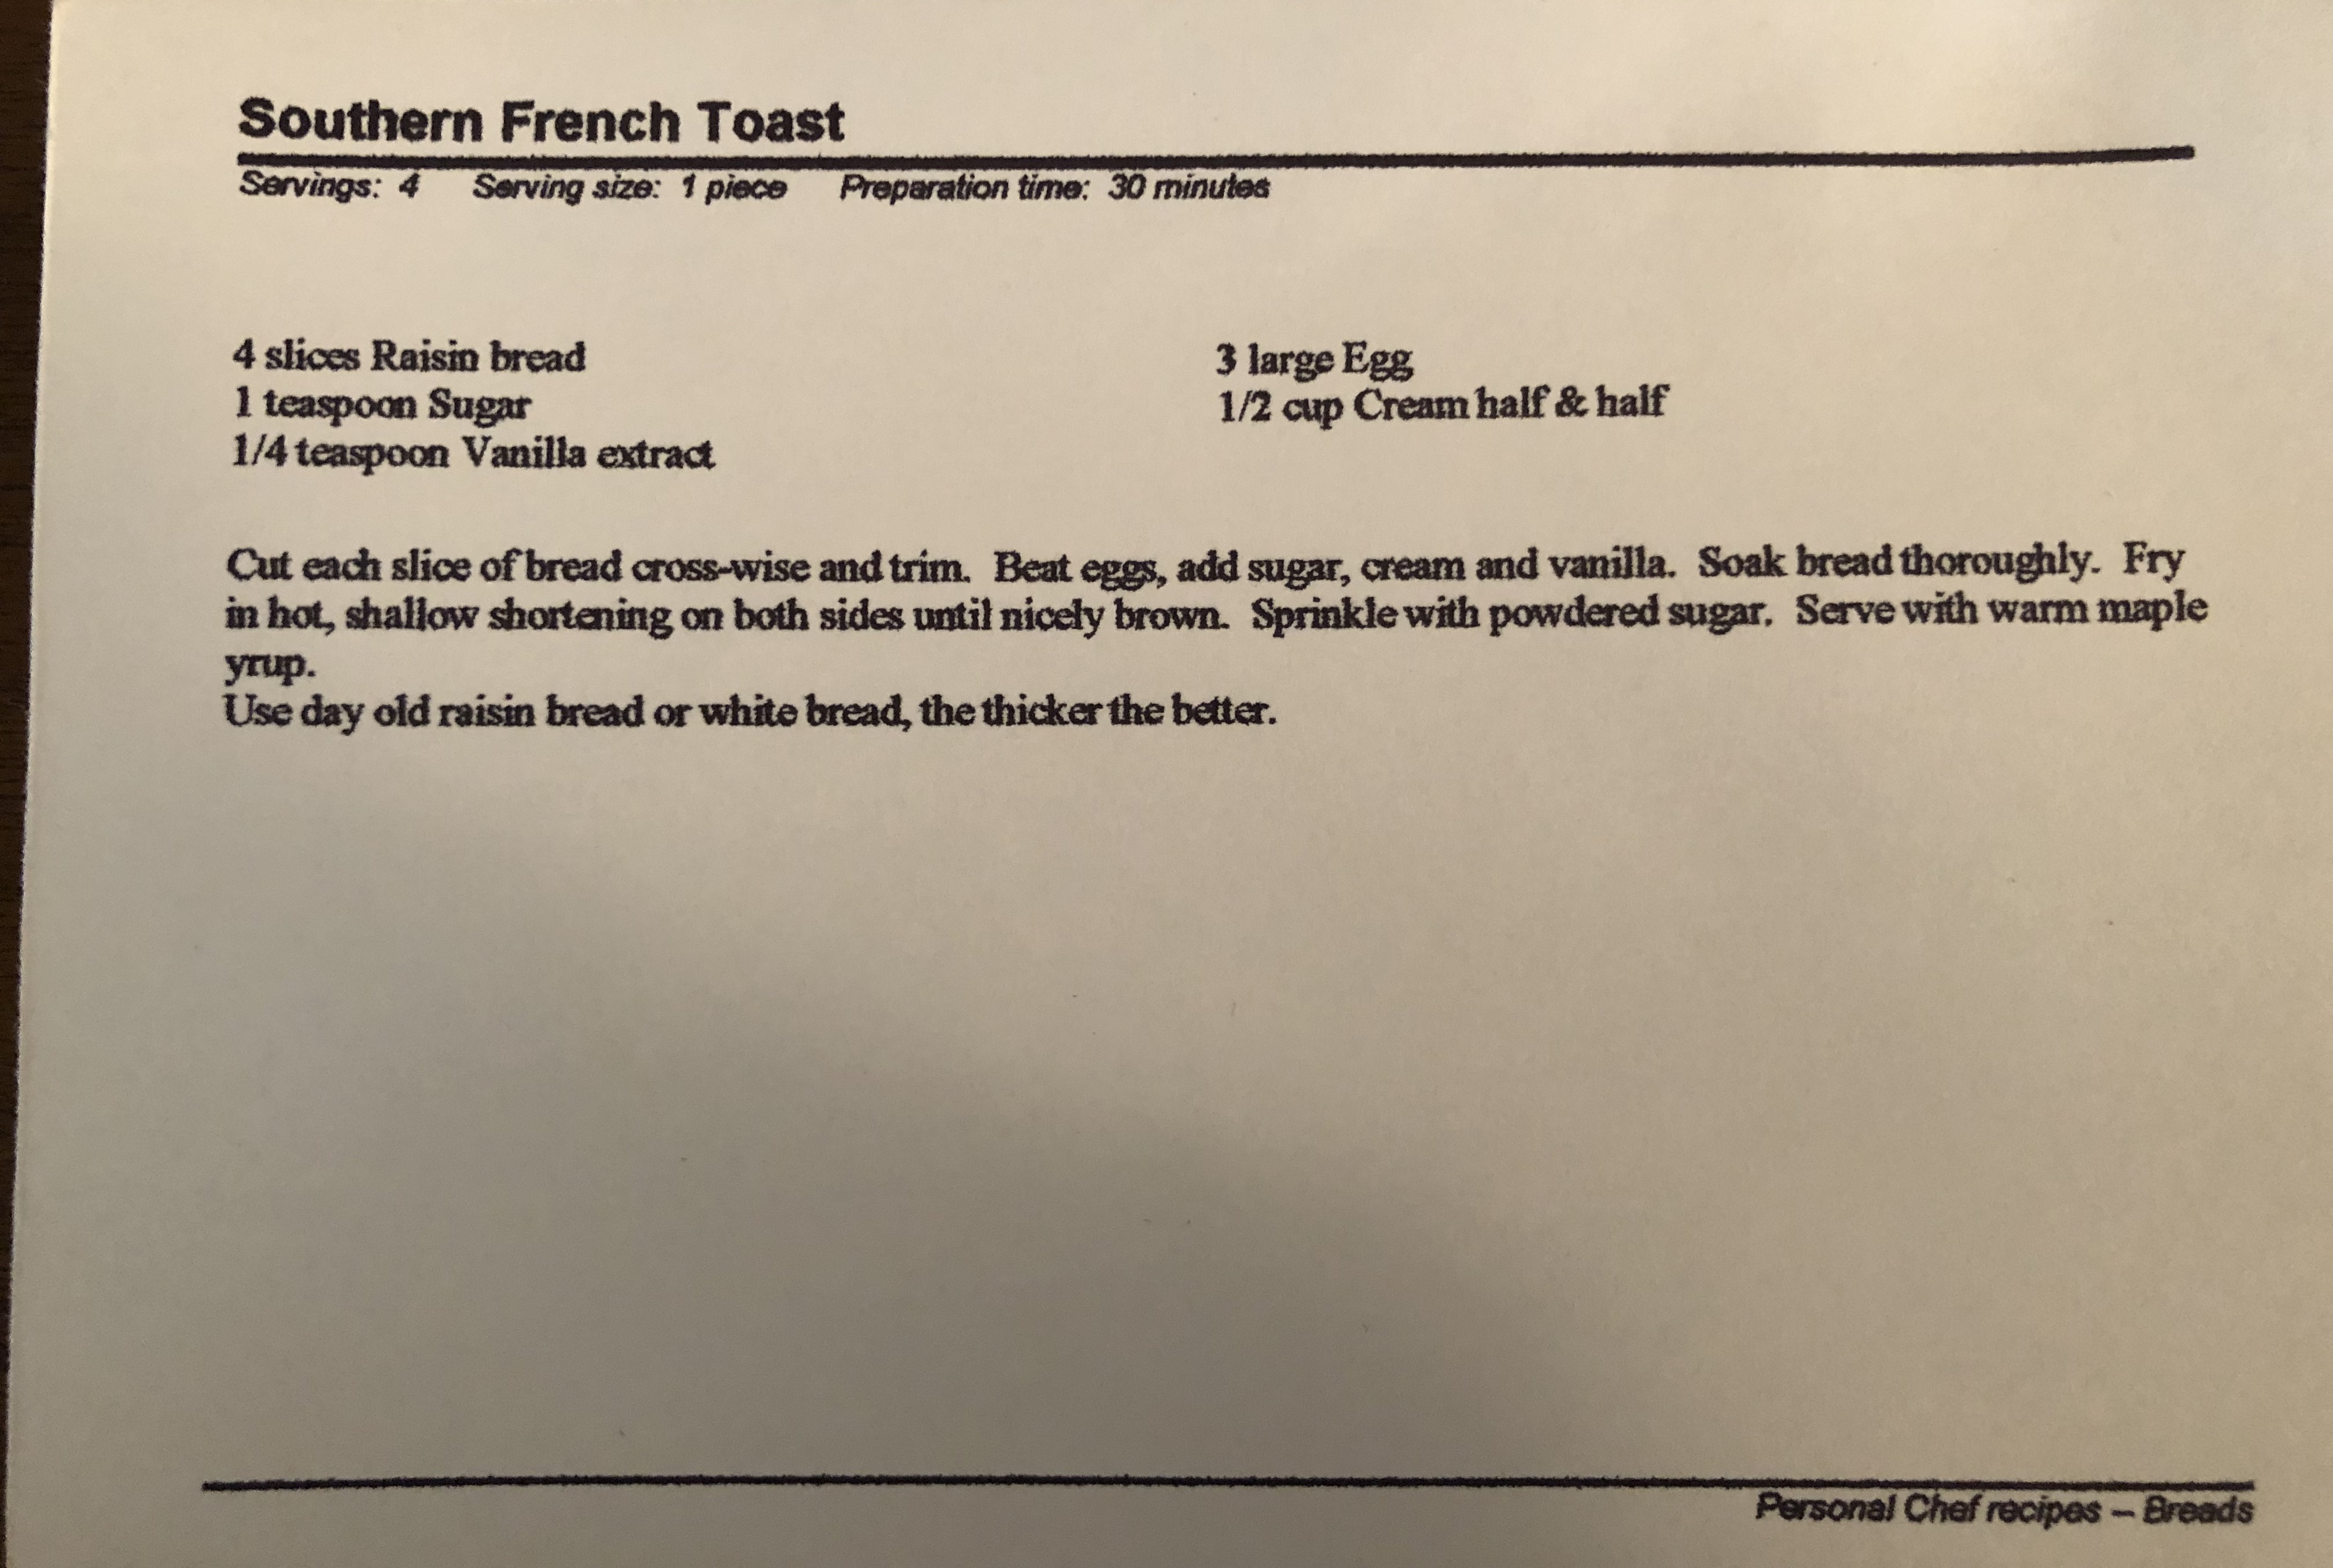 Southern French Toast
Servings: 4 Serving size: 1 piece Preparation time: 30 minutes
4 slices Raisin bread
1 teaspoon Sugar
1/4 teaspoon Vanilla extract
3 large Egg
1/2 cup Cream half & half
Cut each slice of bread cross-wise and trim. Beat eggs, add sugar, cream and vanilla. Soak bread thoroughly. Fry
in hot, shallow shortening on both sides until nicely brown. Sprinkle with powdered sugar. Serve with warm maple
yrup.
Use day old raisin bread or white bread, the thicker the better.
Personal Chef recipes – Breads